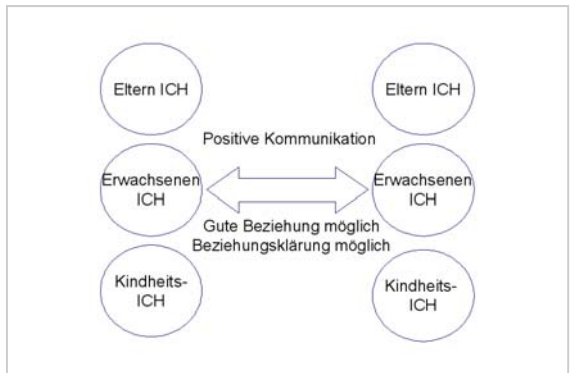 Eltern ICH
Eltern ICH
Positive Kommunikation
Erwachsenen
ICH
Erwachsenen
ICH
Gute Beziehung möglich
Beziehungsklärung möglich
Kindheits-
ICH
Kindheits-
ICH